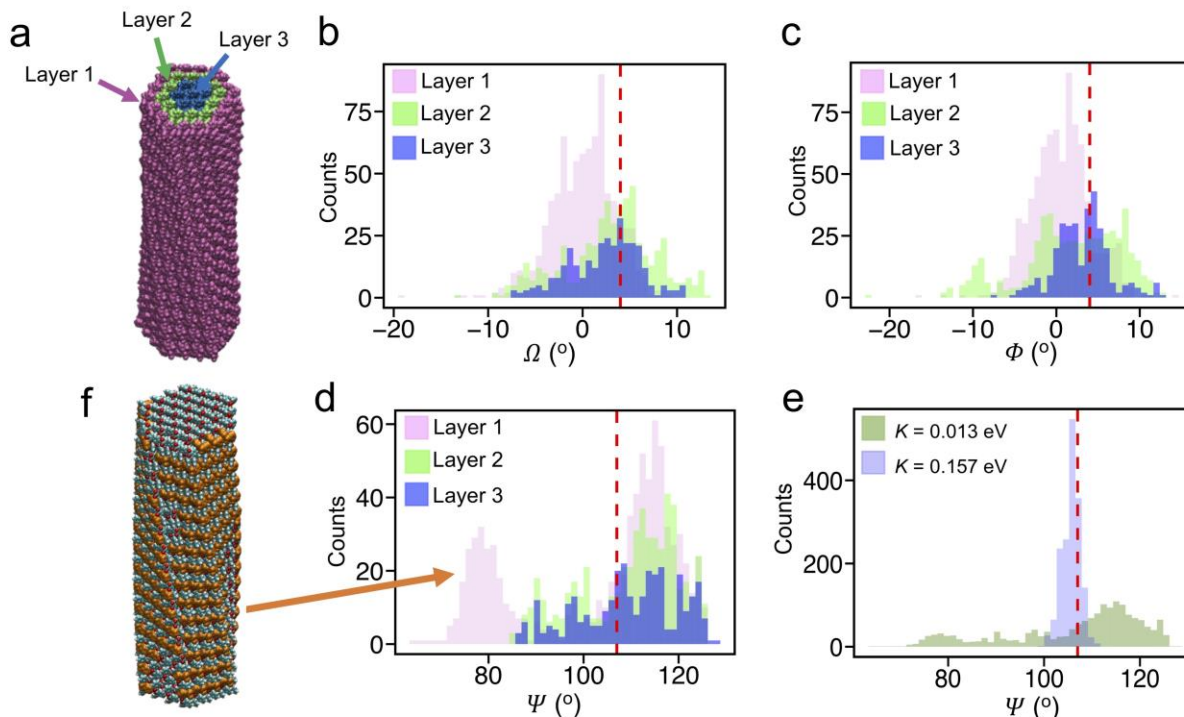 a
Layer 1
Layer 2
Layer 3
b
Layer 1
Layer 2
Layer 3
Counts
75
50
25
0
−20
−10
0
10
Ω (o)
c
Layer 1
Layer 2
Layer 3
Counts
75
50
25
0
−20
−10
0
10
Φ (o)
f
d
Layer 1
Layer 2
Layer 3
Counts
60
40
20
0
80
100
120
Ψ (o)
e
K = 0.013 eV
K = 0.157 eV
Counts
400
200
0
80
100
120
Ψ (o)